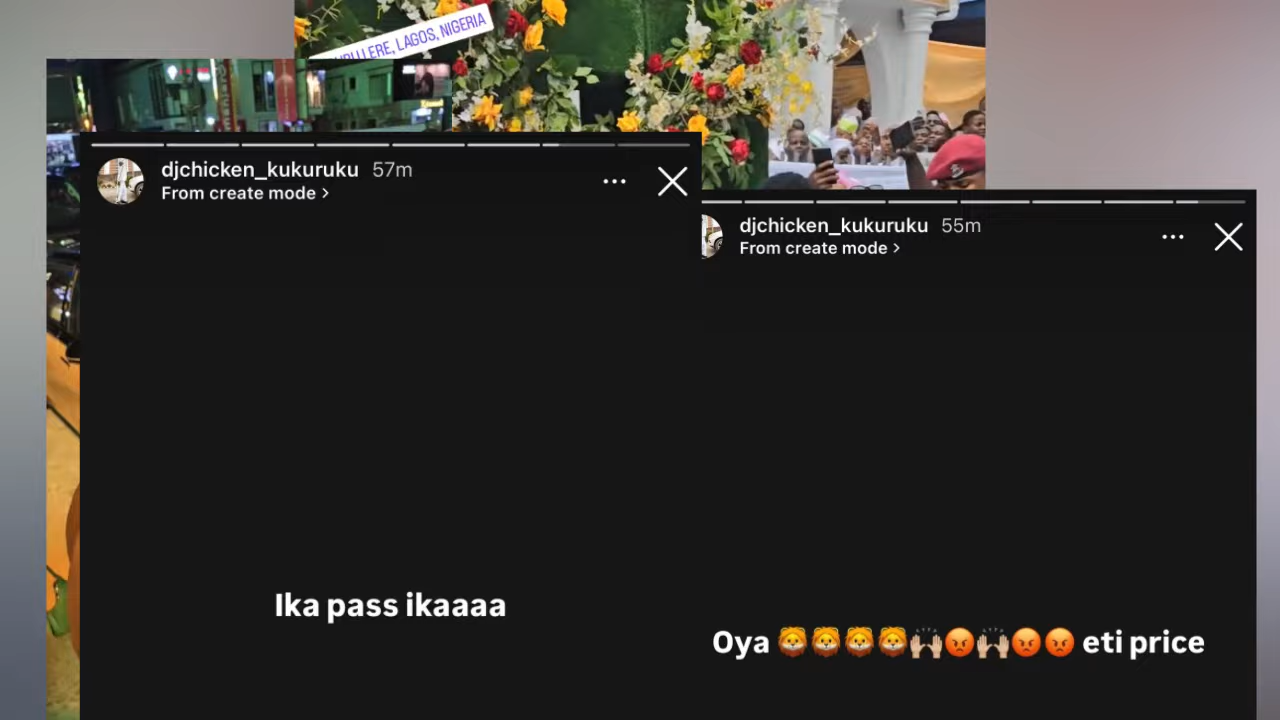 LERE, LAGOS, NIGERIA
djchicken_kukuruku 57m
From create mode >
djchicken_kukuruku 55m
From create mode >
Ika pass ikaaaa
Oya 🦁🦁🦁🦁🙌🏼😡🙌🏼😡😡 eti price